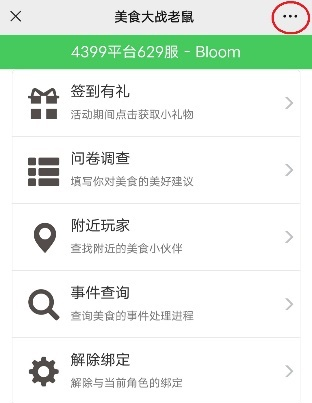 美食大战老鼠
4399平台629服 - Bloom
签到有礼
活动期间点击获取小礼物
问卷调查
填写你对美食的美好建议
附近玩家
查找附近的美食小伙伴
事件查询
查询美食的事件处理进程
解除绑定
解除与当前角色的绑定